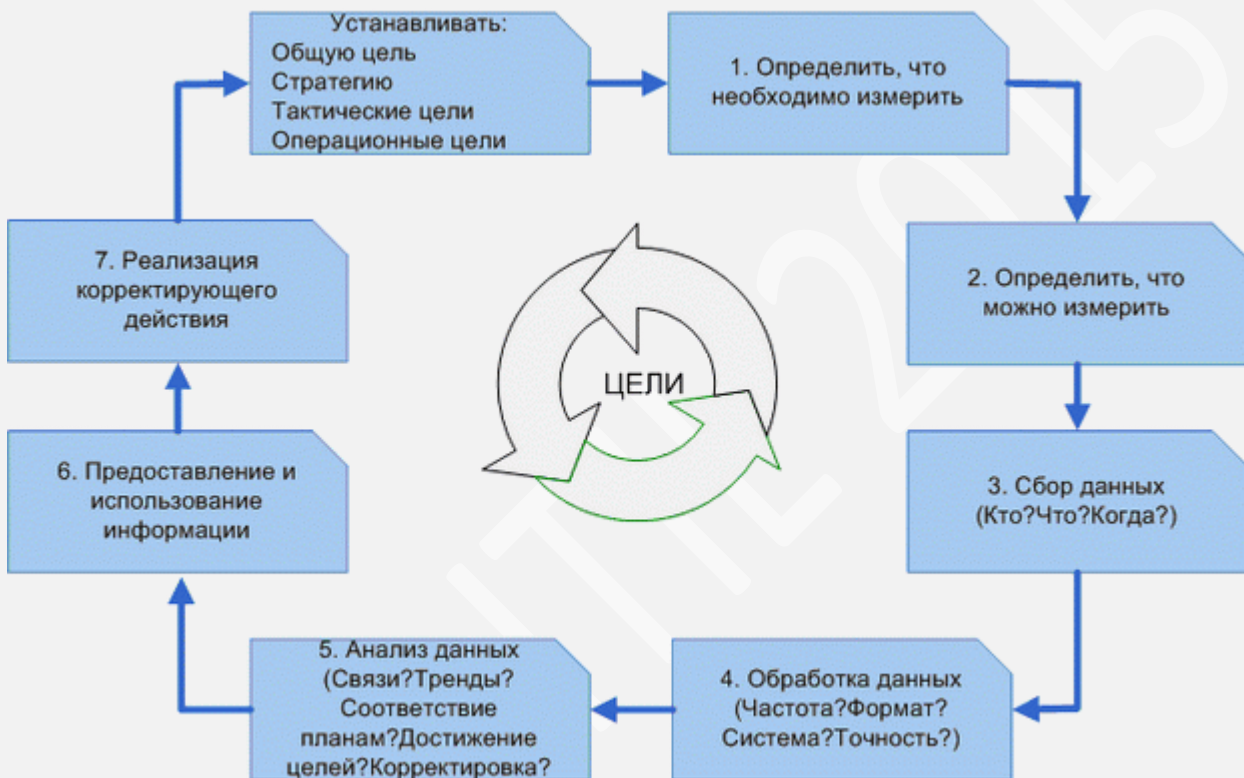 Устанавливать:
Общую цель
Стратегию
Тактические цели
Операционные цели
1. Определить, что
необходимо измерить
2. Определить, что
можно измерить
3. Сбор данных
(Кто?Что?Когда?)
4. Обработка данных
(Частота?Формат?
Система?Точность?)
5. Анализ данных
(Связи?Тренды?
Соответствие
планам?Достижение
целей?Корректировка?
6. Предоставление и
использование
информации
7. Реализация
корректирующего
действия
ЦЕЛИ
ITIL 2015